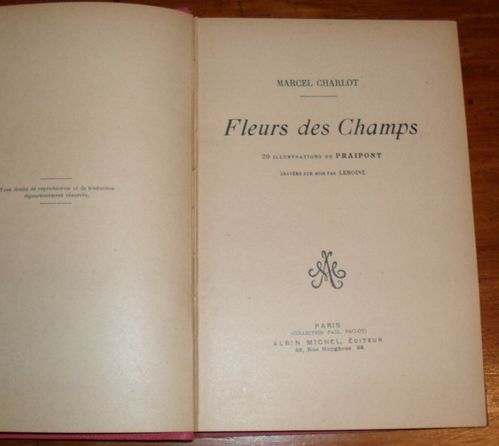 Tous droits de reproduction et de traduction
rigoureusement réservés.
MARCEL CHARLOT
Fleurs des Champs
20 ILLUSTRATIONS DE FRAIPONT
GRAVÉES SUR BOIS PAR LEMOINE
PARIS
(COLLECTION PAUL PACLOT)
ALBIN MICHEL, ÉDITEUR
22, Rue Huyghens 22